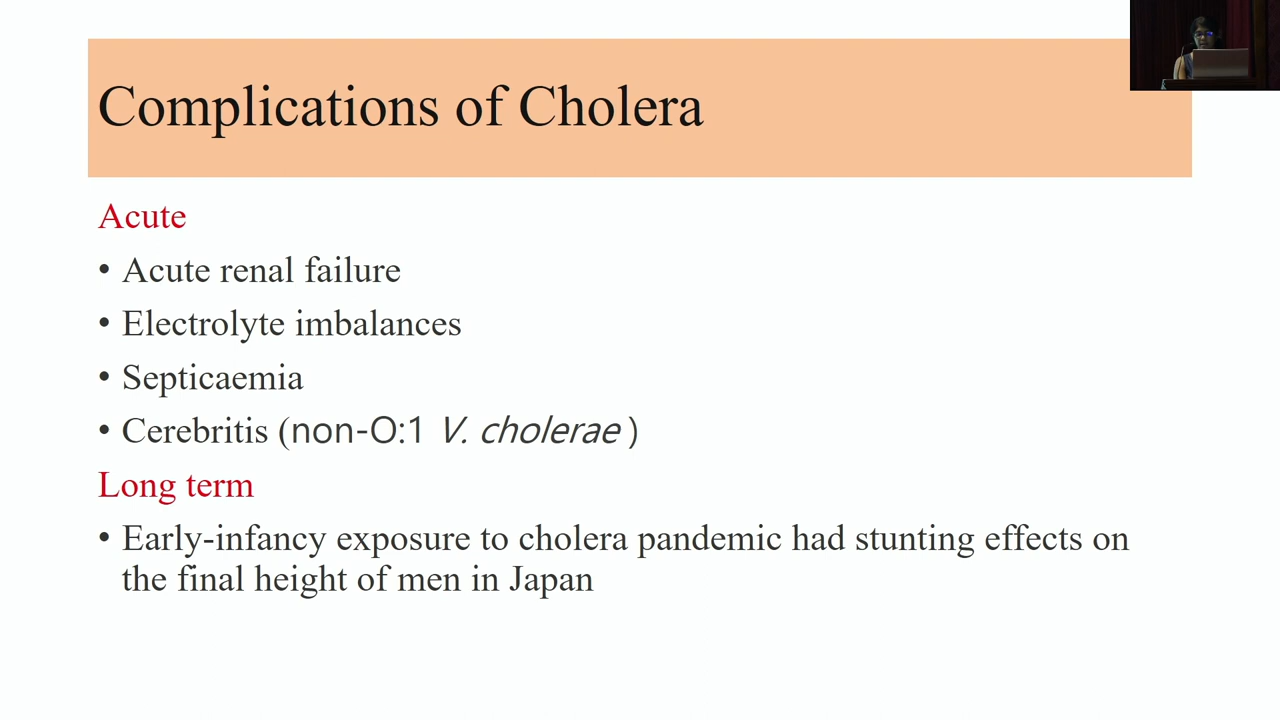 Complications of Cholera
Acute
• Acute renal failure
• Electrolyte imbalances
• Septicaemia
• Cerebritis (non-O:1 V. cholerae )
Long term
• Early-infancy exposure to cholera pandemic had stunting effects on
the final height of men in Japan